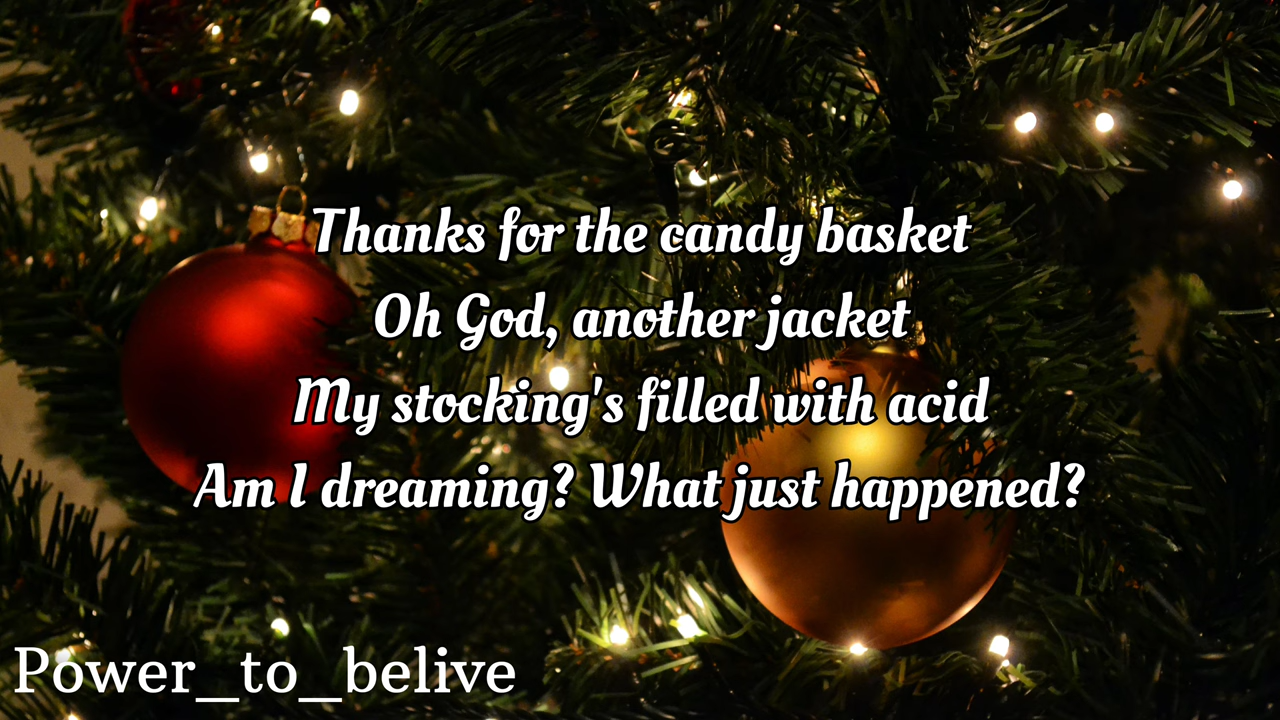 Thanks for the candy basket
Oh God, another jacket
My stocking's filled with acid
Am I dreaming? What just happened?
Power_to_belive